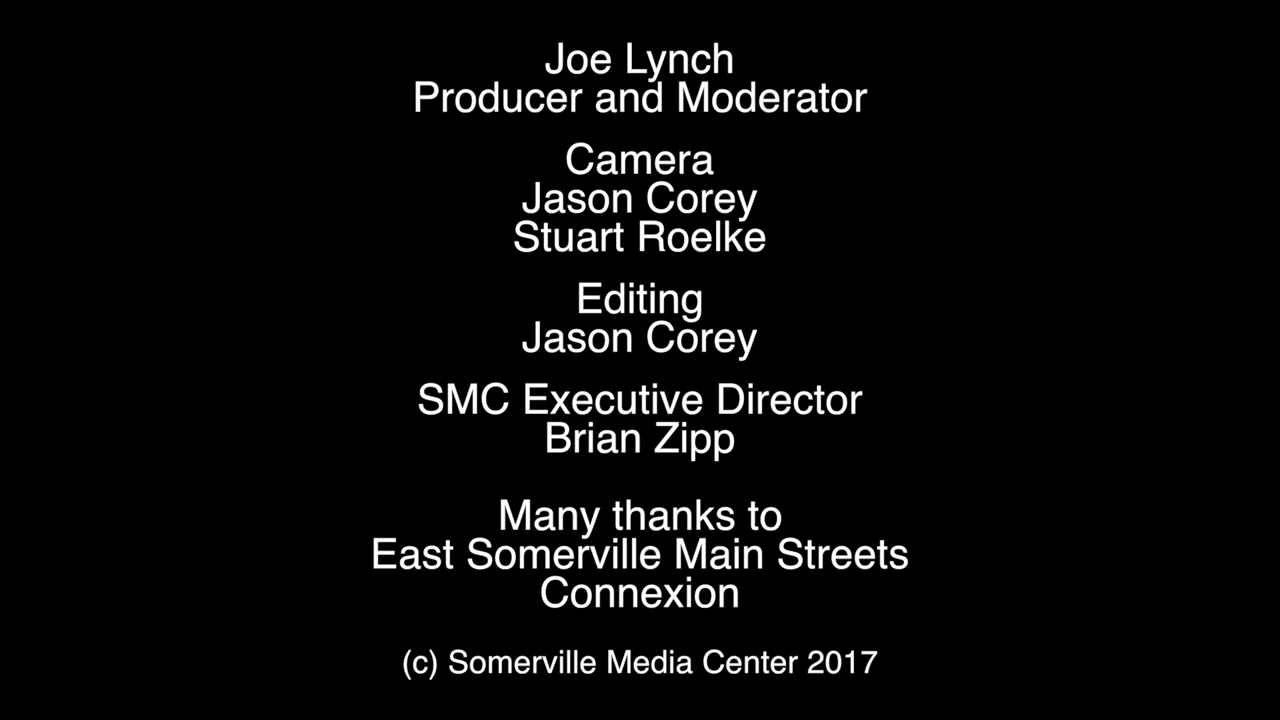 Joe Lynch
Producer and Moderator
Camera
Jason Corey
Stuart Roelke
Editing
Jason Corey
SMC Executive Director
Brian Zipp
Many thanks to
East Somerville Main Streets
Connexion
(c) Somerville Media Center 2017